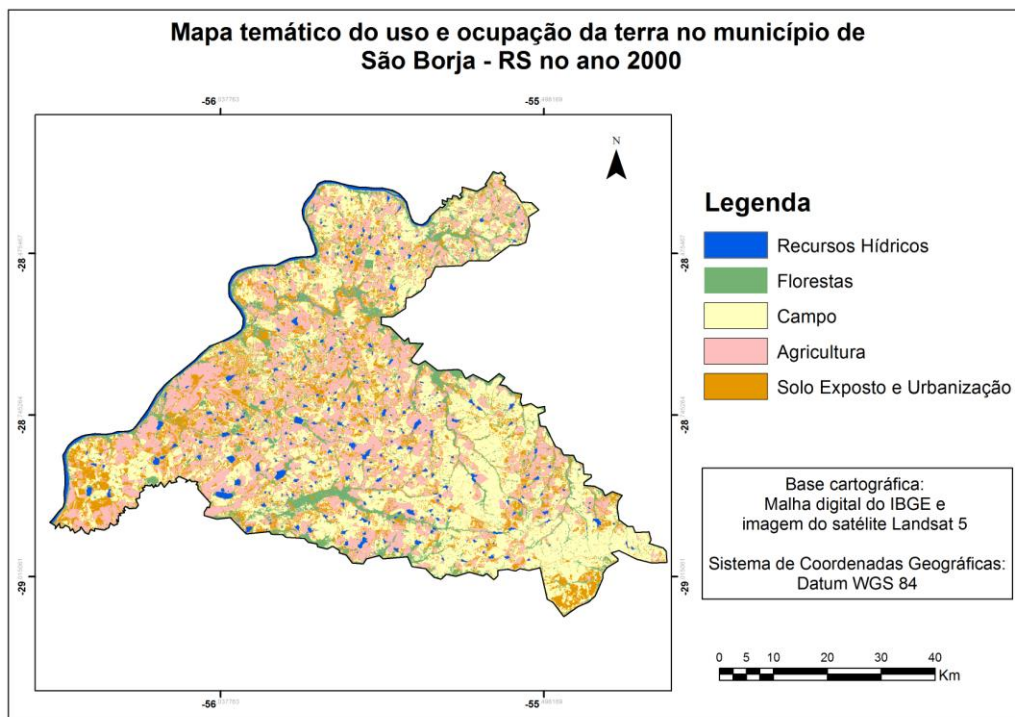 Mapa temático do uso e ocupação da terra no município de
São Borja - RS no ano 2000
-56
-55
N
Legenda
Recursos Hídricos
Florestas
Campo
Agricultura
Solo Exposto e Urbanização
-28
-28
-28
-28
-29
-29
Base cartográfica:
Malha digital do IBGE e
imagem do satélite Landsat 5
Sistema de Coordenadas Geográficas:
Datum WGS 84
0 5 10 20 30 40
Km
-56
-55